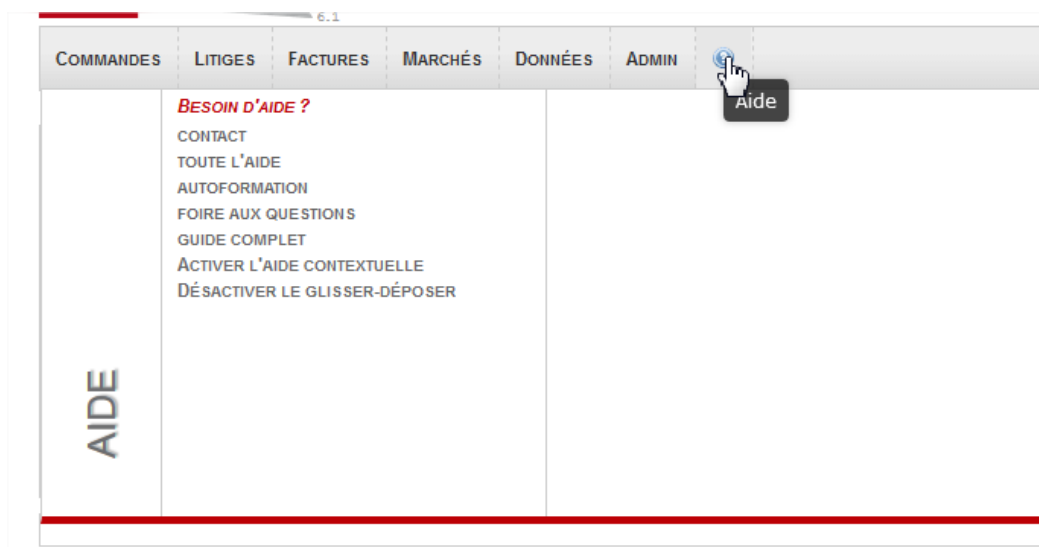 6.1
COMMANDES LITIGES FACTURES MARCHÉS DONNÉES ADMIN
Aide
BESOIN D'AIDE ?
CONTACT
TOUTE L'AIDE
AUTOFORMATION
FOIRE AUX QUESTIONS
GUIDE COMPLET
ACTIVER L'AIDE CONTEXTUELLE
DÉSACTIVER LE GLISSER-DÉPOSER
AIDE